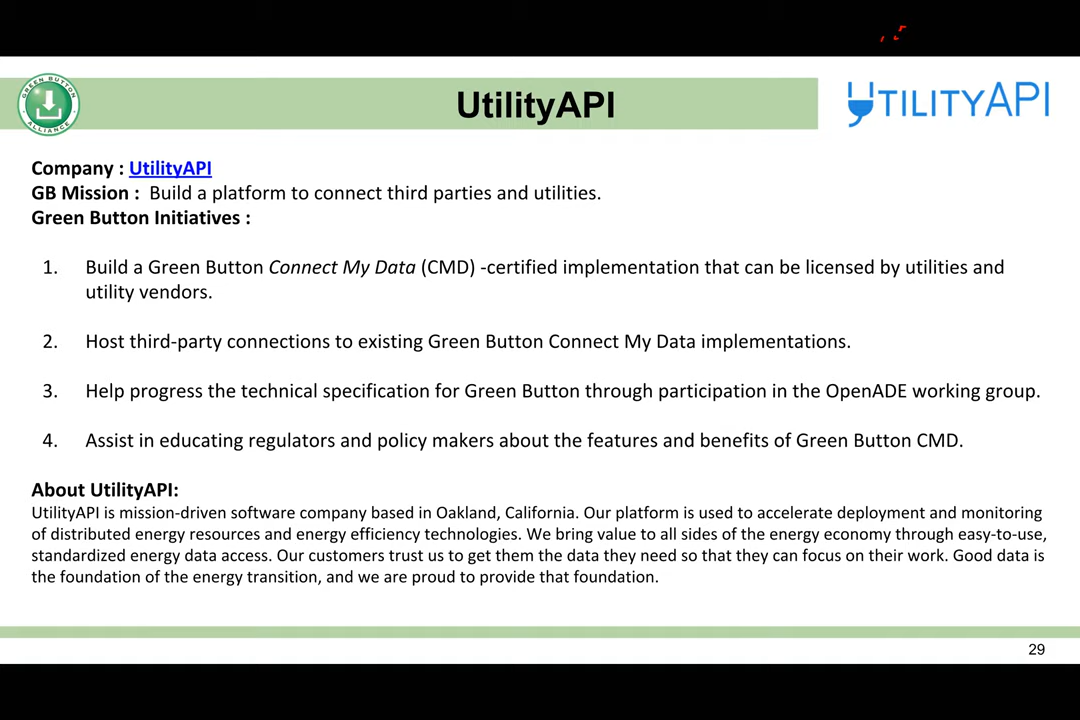 GREEN BUTTON
ALLIANCE
UtilityAPI
UTILITYAPI
Company : UtilityAPI
GB Mission : Build a platform to connect third parties and utilities.
Green Button Initiatives :
1. Build a Green Button Connect My Data (CMD) -certified implementation that can be licensed by utilities and
utility vendors.
2. Host third-party connections to existing Green Button Connect My Data implementations.
3. Help progress the technical specification for Green Button through participation in the OpenADE working group.
4. Assist in educating regulators and policy makers about the features and benefits of Green Button CMD.
About UtilityAPI:
UtilityAPI is mission-driven software company based in Oakland, California. Our platform is used to accelerate deployment and monitoring
of distributed energy resources and energy efficiency technologies. We bring value to all sides of the energy economy through easy-to-use,
standardized energy data access. Our customers trust us to get them the data they need so that they can focus on their work. Good data is
the foundation of the energy transition, and we are proud to provide that foundation.
29